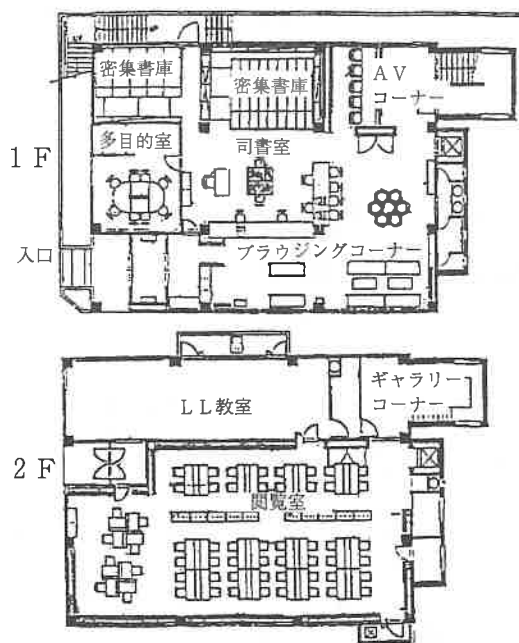 密集書庫
密集書庫
AV
コーナー
1F
多目的室
司書室
入口
ブラウジングコーナー
LL教室
ギャラリー
コーナー
2F
閲覧室